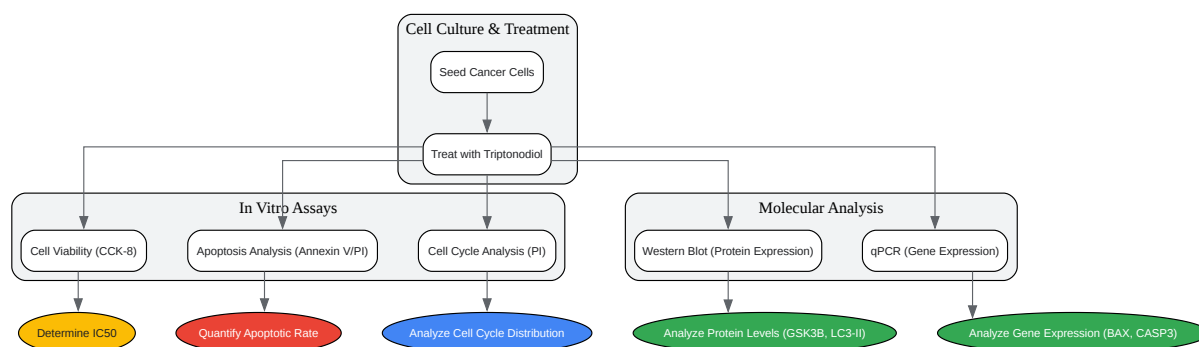 Cell Culture & Treatment
Seed Cancer Cells
Treat with Triptonodiol
In Vitro Assays
Molecular Analysis
Cell Viability (CCK-8)
Apoptosis Analysis (Annexin V/PI)
Cell Cycle Analysis (PI)
Western Blot (Protein Expression)
qPCR (Gene Expression)
Determine IC50
Quantify Apoptotic Rate
Analyze Cell Cycle Distribution
Analyze Protein Levels (GSK3B, LC3-II)
Analyze Gene Expression (BAX, CASP3)